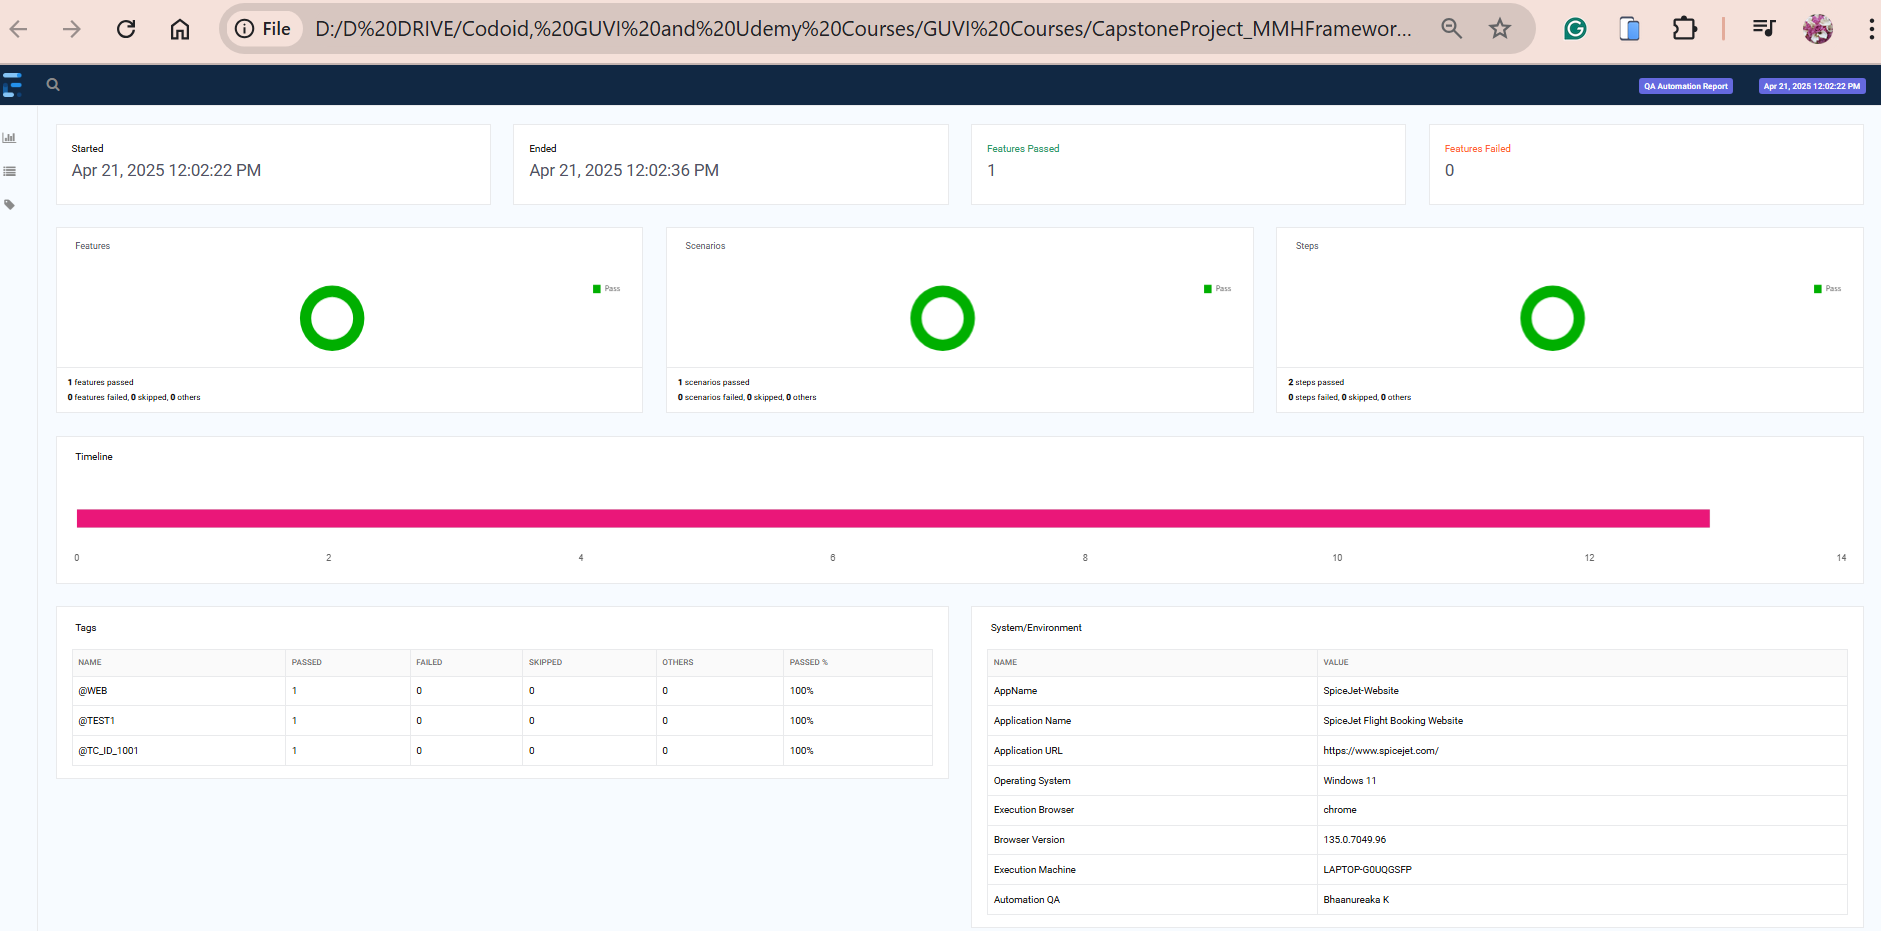 File
D:/D%20DRIVE/Codoid,%20GUVI%20and%20Udemy%20Courses/GUVI%20Courses/CapstoneProject_MMHFramewor...
QA Automation Report
Apr 21, 2025 12:02:22 PM
Started
Apr 21, 2025 12:02:22 PM
Ended
Apr 21, 2025 12:02:36 PM
Features Passed
1
Features Failed
0
Features
Pass
1 features passed
0 features failed, 0 skipped, 0 others
Scenarios
Pass
1 scenarios passed
0 scenarios failed, 0 skipped, 0 others
Steps
Pass
2 steps passed
0 steps failed, 0 skipped, 0 others
Timeline
0 2 4 6 8 10 12 14
Tags
NAME PASSED FAILED SKIPPED OTHERS PASSED %
@WEB 1 0 0 0 100%
@TEST1 1 0 0 0 100%
@TC_ID_1001 1 0 0 0 100%
System/Environment
NAME VALUE
AppName SpiceJet-Website
Application Name SpiceJet Flight Booking Website
Application URL https://www.spicejet.com/
Operating System Windows 11
Execution Browser chrome
Browser Version 135.0.7049.96
Execution Machine LAPTOP-G0UQGSFP
Automation QA Bhaanureaka K